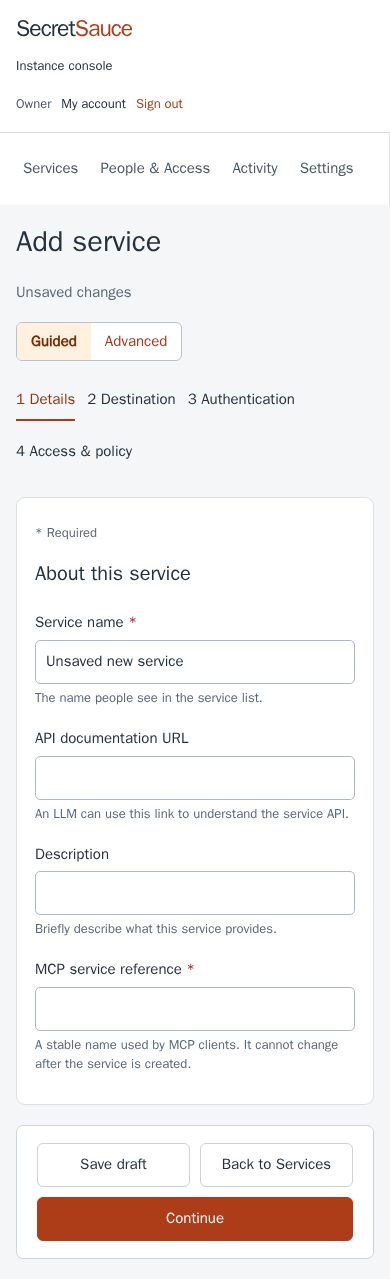 SecretSauce
Instance console
Owner My account Sign out
Services People & Access Activity Settings
Add service
Unsaved changes
Guided Advanced
1 Details 2 Destination 3 Authentication
4 Access & policy
* Required
About this service
Service name *
Unsaved new service
The name people see in the service list.
API documentation URL
An LLM can use this link to understand the service API.
Description
Briefly describe what this service provides.
MCP service reference *
A stable name used by MCP clients. It cannot change
after the service is created.
Save draft Back to Services
Continue